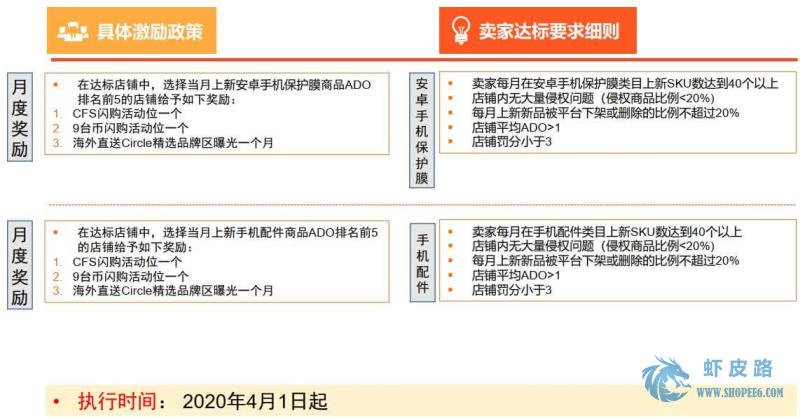 具体激励政策
卖家达标要求细则
月度奖励
在达标店铺中，选择当月上新安卓手机保护膜商品ADO
排名前5的店铺给予如下奖励：
1. CFS闪购活动位一个
2. 9台币闪购活动位一个
3. 海外直送Circle精选品牌区曝光一个月
安卓手机保护膜
卖家每月在安卓手机保护膜类目上新SKU数达到40个以上
店铺内无大量侵权问题（侵权商品比例<20%）
每月上新新品被平台下架或删除的比例不超过20%
店铺平均ADO>1
店铺罚分小于3
月度奖励
在达标店铺中，选择当月上新手机配件商品ADO排名前5
的店铺给予如下奖励：
1. CFS闪购活动位一个
2. 9台币闪购活动位一个
3. 海外直送Circle精选品牌区曝光一个月
手机配件
卖家每月在手机配件类目上新SKU数达到40个以上
店铺内无大量侵权问题（侵权商品比例<20%）
每月上新新品被平台下架或删除的比例不超过20%
店铺平均ADO>1
店铺罚分小于3
执行时间： 2020年4月1日起
虾皮路
WWW.SHOPEE6.COM